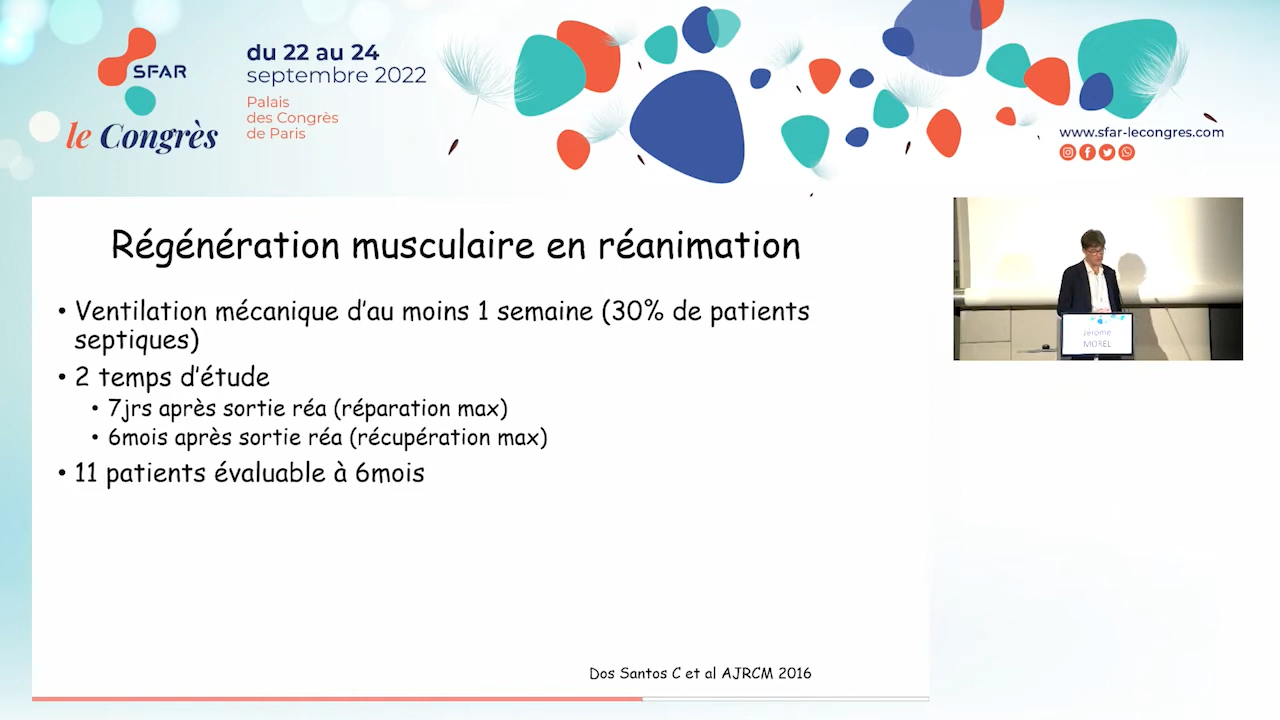 SFAR
le Congrès
du 22 au 24
septembre 2022
Palais
des Congrès
de Paris
www.sfar-lecongres.com
Régénération musculaire en réanimation
• Ventilation mécanique d'au moins 1 semaine (30% de patients
septiques)
• 2 temps d'étude
• 7jrs après sortie réa (réparation max)
• 6mois après sortie réa (récupération max)
• 11 patients évaluable à 6mois
Dos Santos C et al AJRCM 2016
Jérome
MOREL